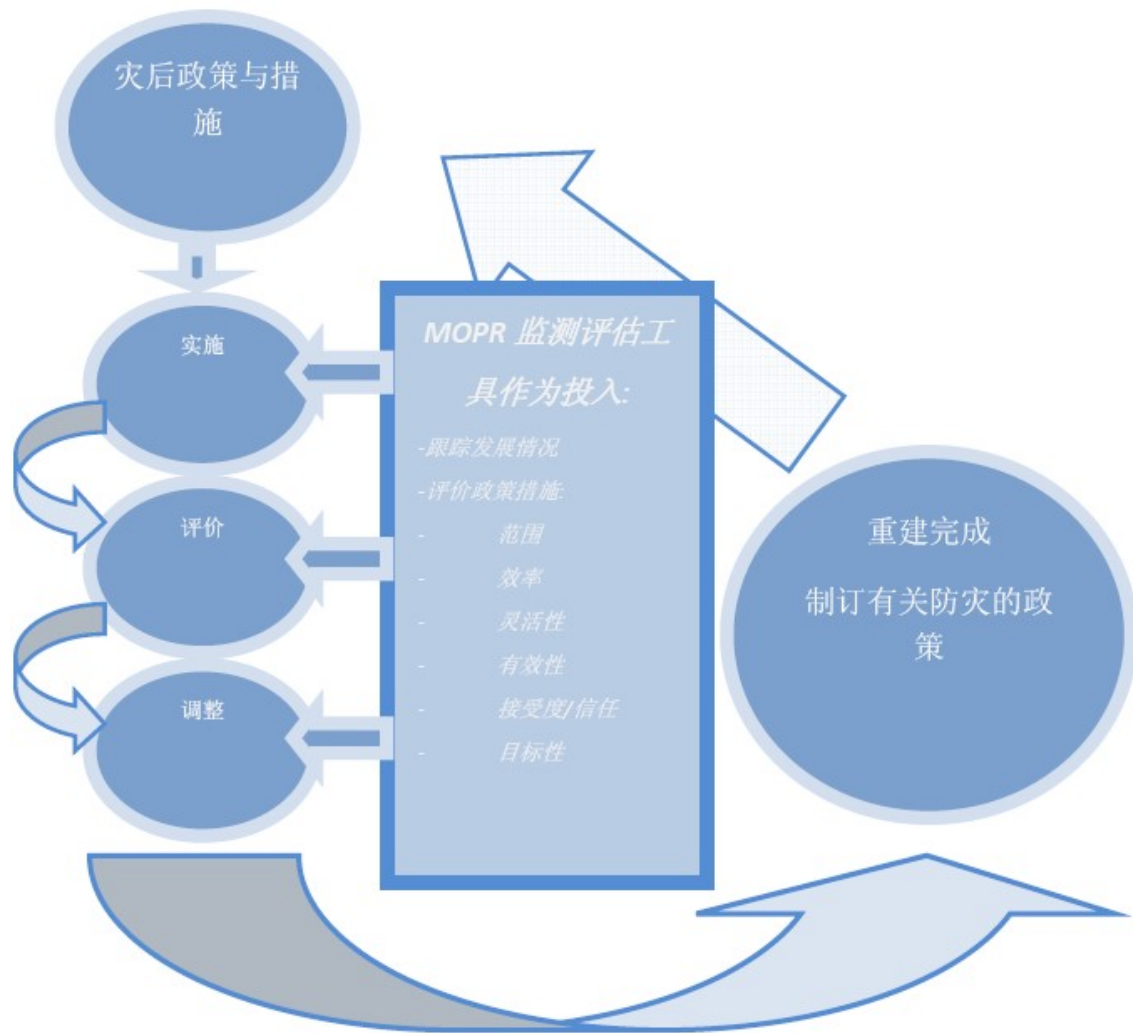 灾后政策与措
施
实施
评价
调整
MOPR 监测评估工
具作为投入:
-跟踪发展情况
-评价政策措施:
- 范围
- 效率
- 灵活性
- 有效性
- 接受度/信任
- 目标性
重建完成
制订有关防灾的政
策